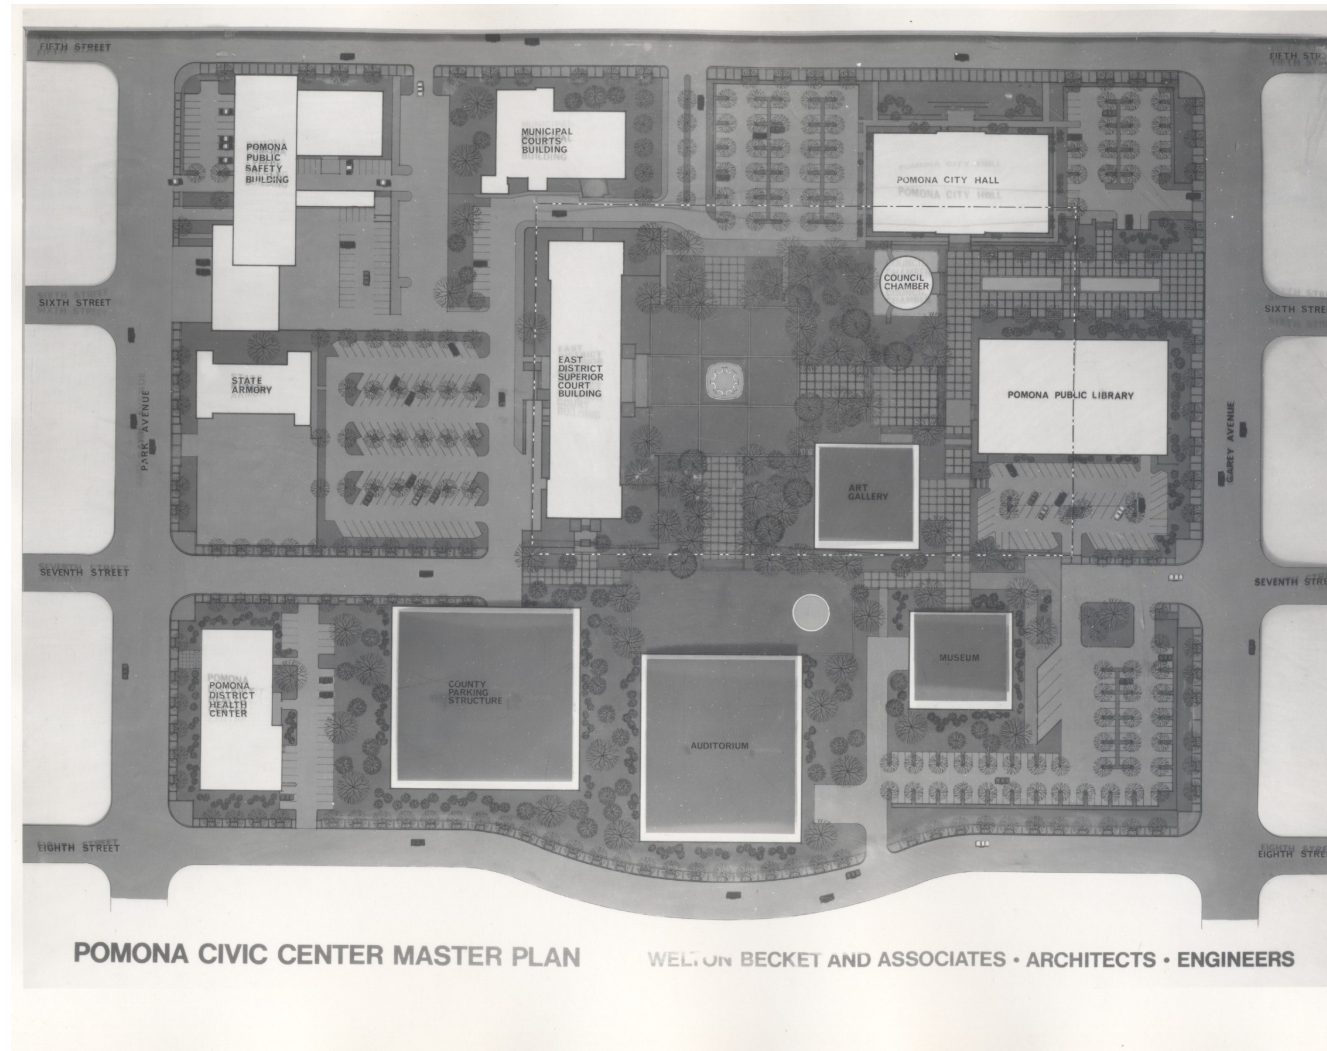 FIFTH STREET
FIFTH STR
POMONA
PUBLIC
SAFETY
BUILDING
MUNICIPAL
COURTS
BUILDING
POMONA CITY HALL
COUNCIL
CHAMBER
SIXTH STREET
SIXTH STRE
STATE
ARMORY
EAST
DISTRICT
SUPERIOR
COURT
BUILDING
POMONA PUBLIC LIBRARY
PARK AVENUE
GAREY AVENUE
ART
GALLERY
SEVENTH STREET
SEVENTH STRE
POMONA
DISTRICT
HEALTH
CENTER
COUNTY
PARKING
STRUCTURE
MUSEUM
AUDITORIUM
EIGHTH STREET
EIGHTH STRE
POMONA CIVIC CENTER MASTER PLAN
WELTON BECKET AND ASSOCIATES • ARCHITECTS • ENGINEERS